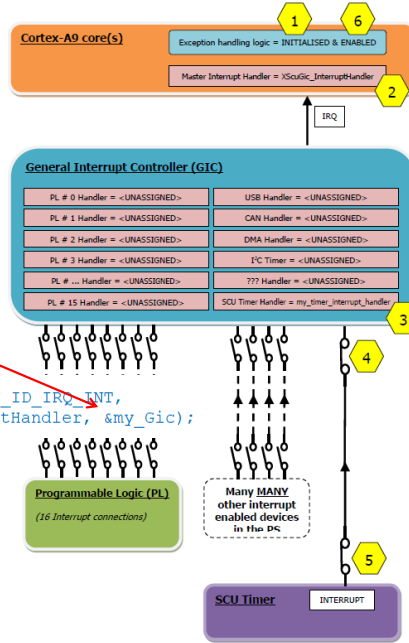 1
6
Cortex-A9 core(s)
Exception handling logic = INITIALISED & ENABLED
Master Interrupt Handler = XScuGic_InterruptHandler
2
IRQ
General Interrupt Controller (GIC)
PL # 0 Handler = <UNASSIGNED>
USB Handler = <UNASSIGNED>
PL # 1 Handler = <UNASSIGNED>
CAN Handler = <UNASSIGNED>
PL # 2 Handler = <UNASSIGNED>
DMA Handler = <UNASSIGNED>
PL # 3 Handler = <UNASSIGNED>
I²C Timer = <UNASSIGNED>
PL # ... Handler = <UNASSIGNED>
??? Handler = <UNASSIGNED>
PL # 15 Handler = <UNASSIGNED>
SCU Timer Handler = my_timer_interrupt_handler
3
4
_ID_IRQ_INT,
tHandler, &my_Gic);
Programmable Logic (PL)
(16 Interrupt connections)
Many MANY
other interrupt
enabled devices
in the PS
5
SCU Timer
INTERRUPT